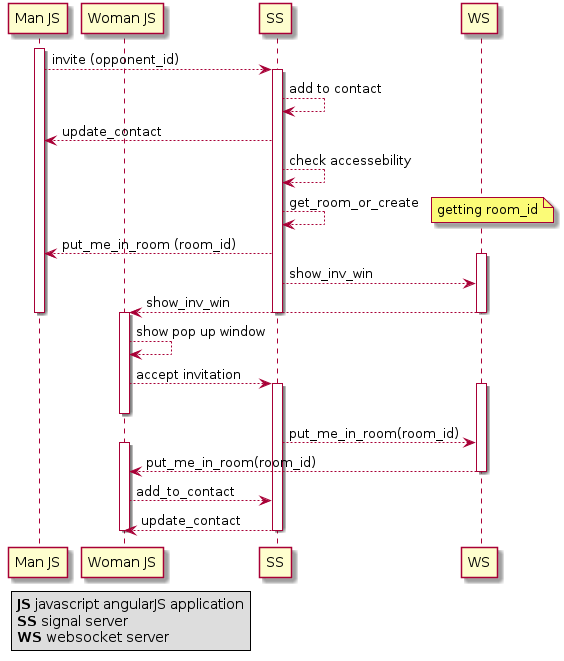 Man JS Woman JS SS WS
invite (opponent_id)
add to contact
update_contact
check accessebility
get_room_or_create
getting room_id
put_me_in_room (room_id)
show_inv_win
show_inv_win
show pop up window
accept invitation
put_me_in_room(room_id)
put_me_in_room(room_id)
add_to_contact
update_contact
Man JS Woman JS SS WS
JS javascript angularJS application
SS signal server
WS websocket server